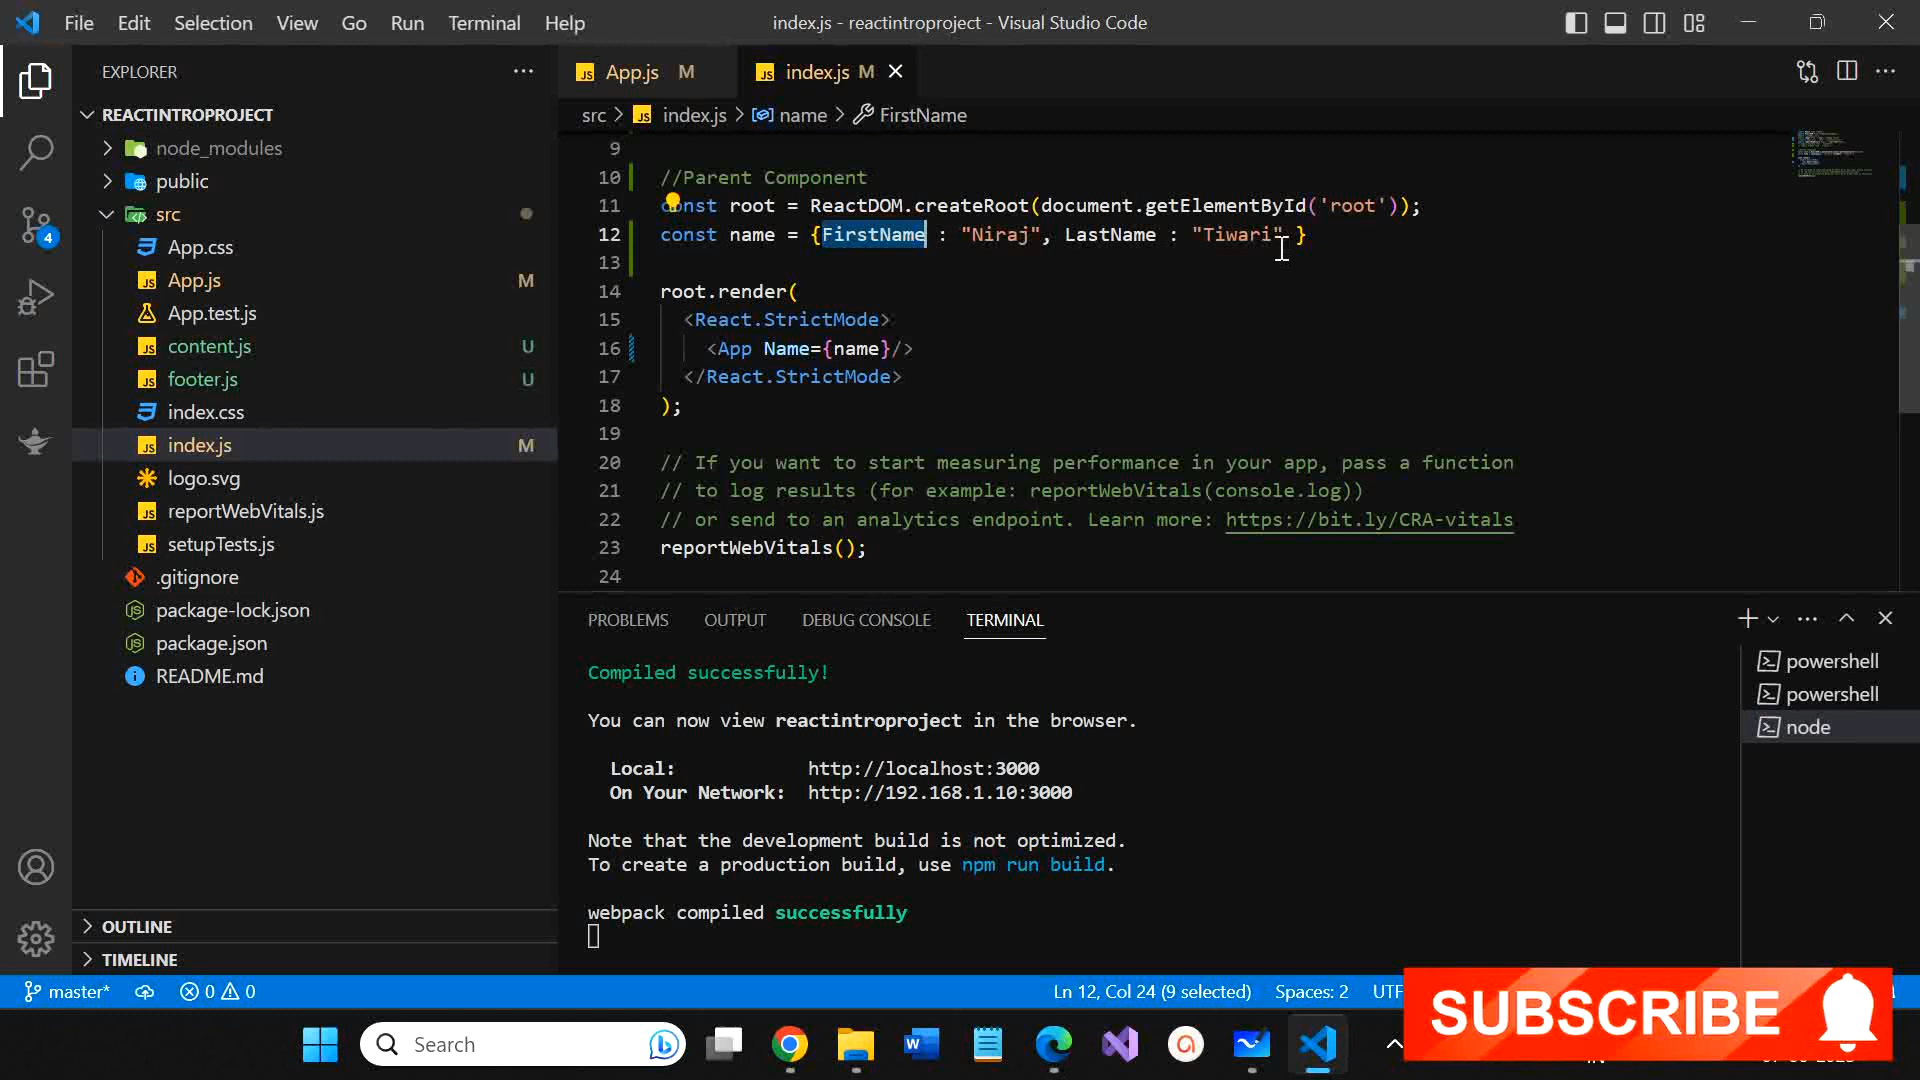 File Edit Selection View Go Run Terminal Help
index.js - reactintroproject - Visual Studio Code
EXPLORER
REACTINTROPROJECT
node_modules
public
src
App.css
App.js M
App.test.js
content.js U
footer.js U
index.css
index.js M
logo.svg
reportWebVitals.js
setupTests.js
.gitignore
package-lock.json
package.json
README.md
OUTLINE
TIMELINE
4
App.js M
index.js M
src > index.js > name > FirstName
9
10 //Parent Component
11 const root = ReactDOM.createRoot(document.getElementById('root'));
12 const name = {FirstName : "Niraj", LastName : "Tiwari" }
13
14 root.render(
15 <React.StrictMode>
16 <App Name={name}/>
17 </React.StrictMode>
18 );
19
20 // If you want to start measuring performance in your app, pass a function
21 // to log results (for example: reportWebVitals(console.log))
22 // or send to an analytics endpoint. Learn more: https://bit.ly/CRA-vitals
23 reportWebVitals();
24
PROBLEMS OUTPUT DEBUG CONSOLE TERMINAL
Compiled successfully!
You can now view reactintroproject in the browser.
Local: http://localhost:3000
On Your Network: http://192.168.1.10:3000
Note that the development build is not optimized.
To create a production build, use npm run build.
webpack compiled successfully
powershell
powershell
node
master* 0 0
Ln 12, Col 24 (9 selected) Spaces: 2 UTF
SUBSCRIBE
Search